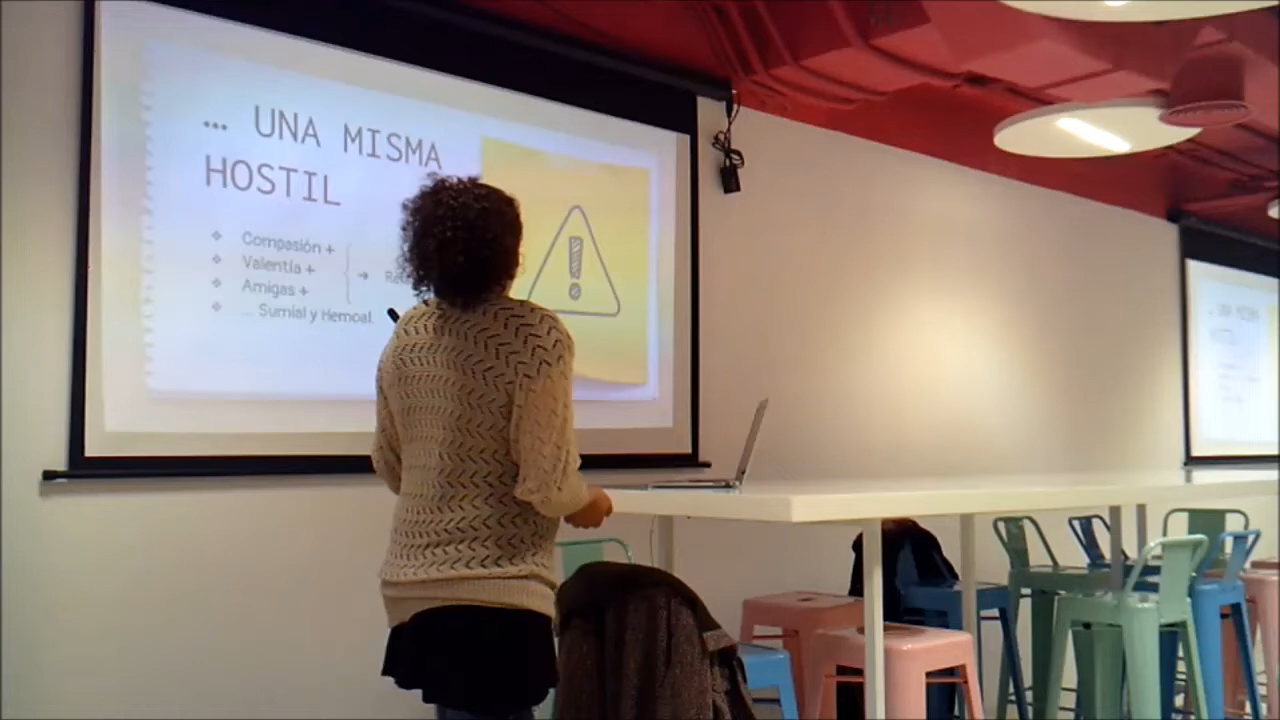 ... UNA MISMA
HOSTIL
Compasión +
Valentía +
Amigas +
... Sumial y Hemoal.